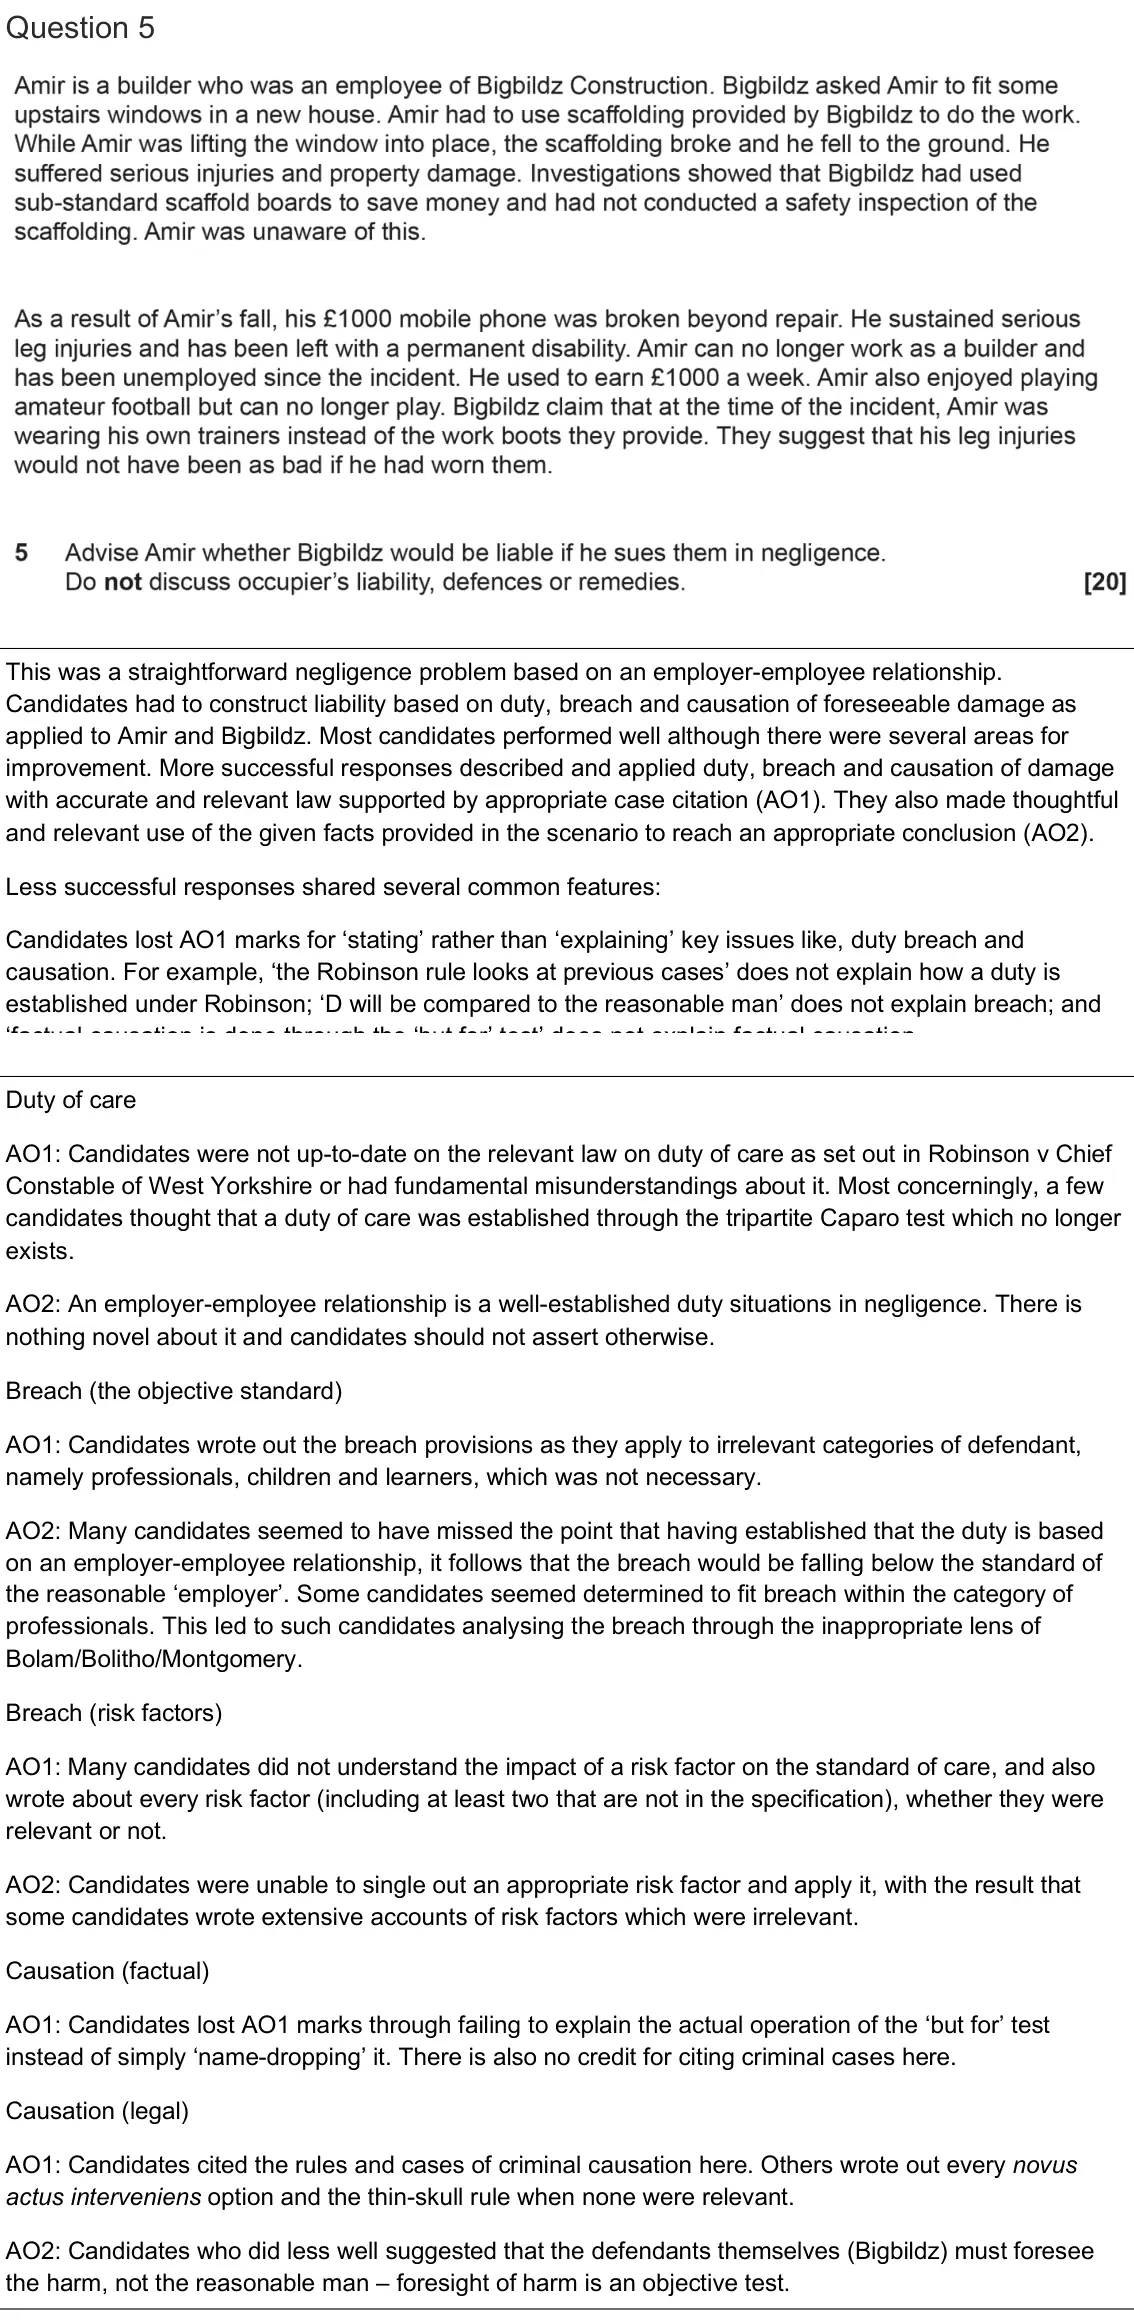 Question 5
Amir is a builder who was an employee of Bigbildz Construction. Bigbildz asked Amir to fit some
upstairs windows in a new house. Amir had to use scaffolding provided by Bigbildz to do the work.
While Amir was lifting the window into place, the scaffolding broke and he fell to the ground. He
suffered serious injuries and property damage. Investigations showed that Bigbildz had used
sub-standard scaffold boards to save money and had not conducted a safety inspection of the
scaffolding. Amir was unaware of this.
As a result of Amir's fall, his £1000 mobile phone was broken beyond repair. He sustained serious
leg injuries and has been left with a permanent disability. Amir can no longer work as a builder and
has been unemployed since the incident. He used to earn £1000 a week. Amir also enjoyed playing
amateur football but can no longer play. Bigbildz claim that at the time of the incident, Amir was
wearing his own trainers instead of the work boots they provide. They suggest that his leg injuries
would not have been as bad if he had worn them.
5 Advise Amir whether Bigbildz would be liable if he sues them in negligence.
Do not discuss occupier's liability, defences or remedies. [20]
This was a straightforward negligence problem based on an employer-employee relationship.
Candidates had to construct liability based on duty, breach and causation of foreseeable damage as
applied to Amir and Bigbildz. Most candidates performed well although there were several areas for
improvement. More successful responses described and applied duty, breach and causation of damage
with accurate and relevant law supported by appropriate case citation (AO1). They also made thoughtful
and relevant use of the given facts provided in the scenario to reach an appropriate conclusion (AO2).
Less successful responses shared several common features:
Candidates lost AO1 marks for ‘stating’ rather than ‘explaining’ key issues like, duty breach and
causation. For example, ‘the Robinson rule looks at previous cases’ does not explain how a duty is
established under Robinson; ‘D will be compared to the reasonable man’ does not explain breach; and
‘factual causation is done through the ‘but for’ test’ does not explain factual causation
Duty of care
AO1: Candidates were not up-to-date on the relevant law on duty of care as set out in Robinson v Chief
Constable of West Yorkshire or had fundamental misunderstandings about it. Most concerningly, a few
candidates thought that a duty of care was established through the tripartite Caparo test which no longer
exists.
AO2: An employer-employee relationship is a well-established duty situations in negligence. There is
nothing novel about it and candidates should not assert otherwise.
Breach (the objective standard)
AO1: Candidates wrote out the breach provisions as they apply to irrelevant categories of defendant,
namely professionals, children and learners, which was not necessary.
AO2: Many candidates seemed to have missed the point that having established that the duty is based
on an employer-employee relationship, it follows that the breach would be falling below the standard of
the reasonable ‘employer’. Some candidates seemed determined to fit breach within the category of
professionals. This led to such candidates analysing the breach through the inappropriate lens of
Bolam/Bolitho/Montgomery.
Breach (risk factors)
AO1: Many candidates did not understand the impact of a risk factor on the standard of care, and also
wrote about every risk factor (including at least two that are not in the specification), whether they were
relevant or not.
AO2: Candidates were unable to single out an appropriate risk factor and apply it, with the result that
some candidates wrote extensive accounts of risk factors which were irrelevant.
Causation (factual)
AO1: Candidates lost AO1 marks through failing to explain the actual operation of the ‘but for’ test
instead of simply ‘name-dropping’ it. There is also no credit for citing criminal cases here.
Causation (legal)
AO1: Candidates cited the rules and cases of criminal causation here. Others wrote out every novus
actus interveniens option and the thin-skull rule when none were relevant.
AO2: Candidates who did less well suggested that the defendants themselves (Bigbildz) must foresee
the harm, not the reasonable man – foresight of harm is an objective test.